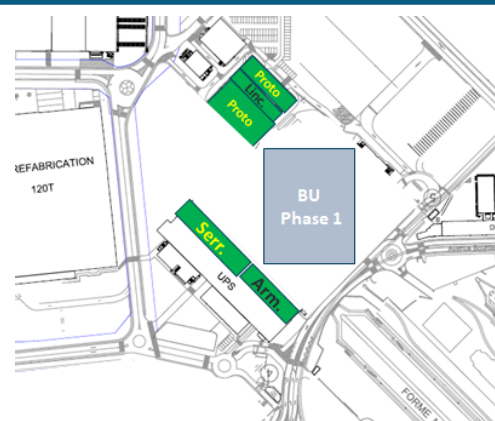 Proto
Linc.
Proto
REFABRICATION
120T
BU
Phase 1
Serr.
UPS
Arm.
FORME